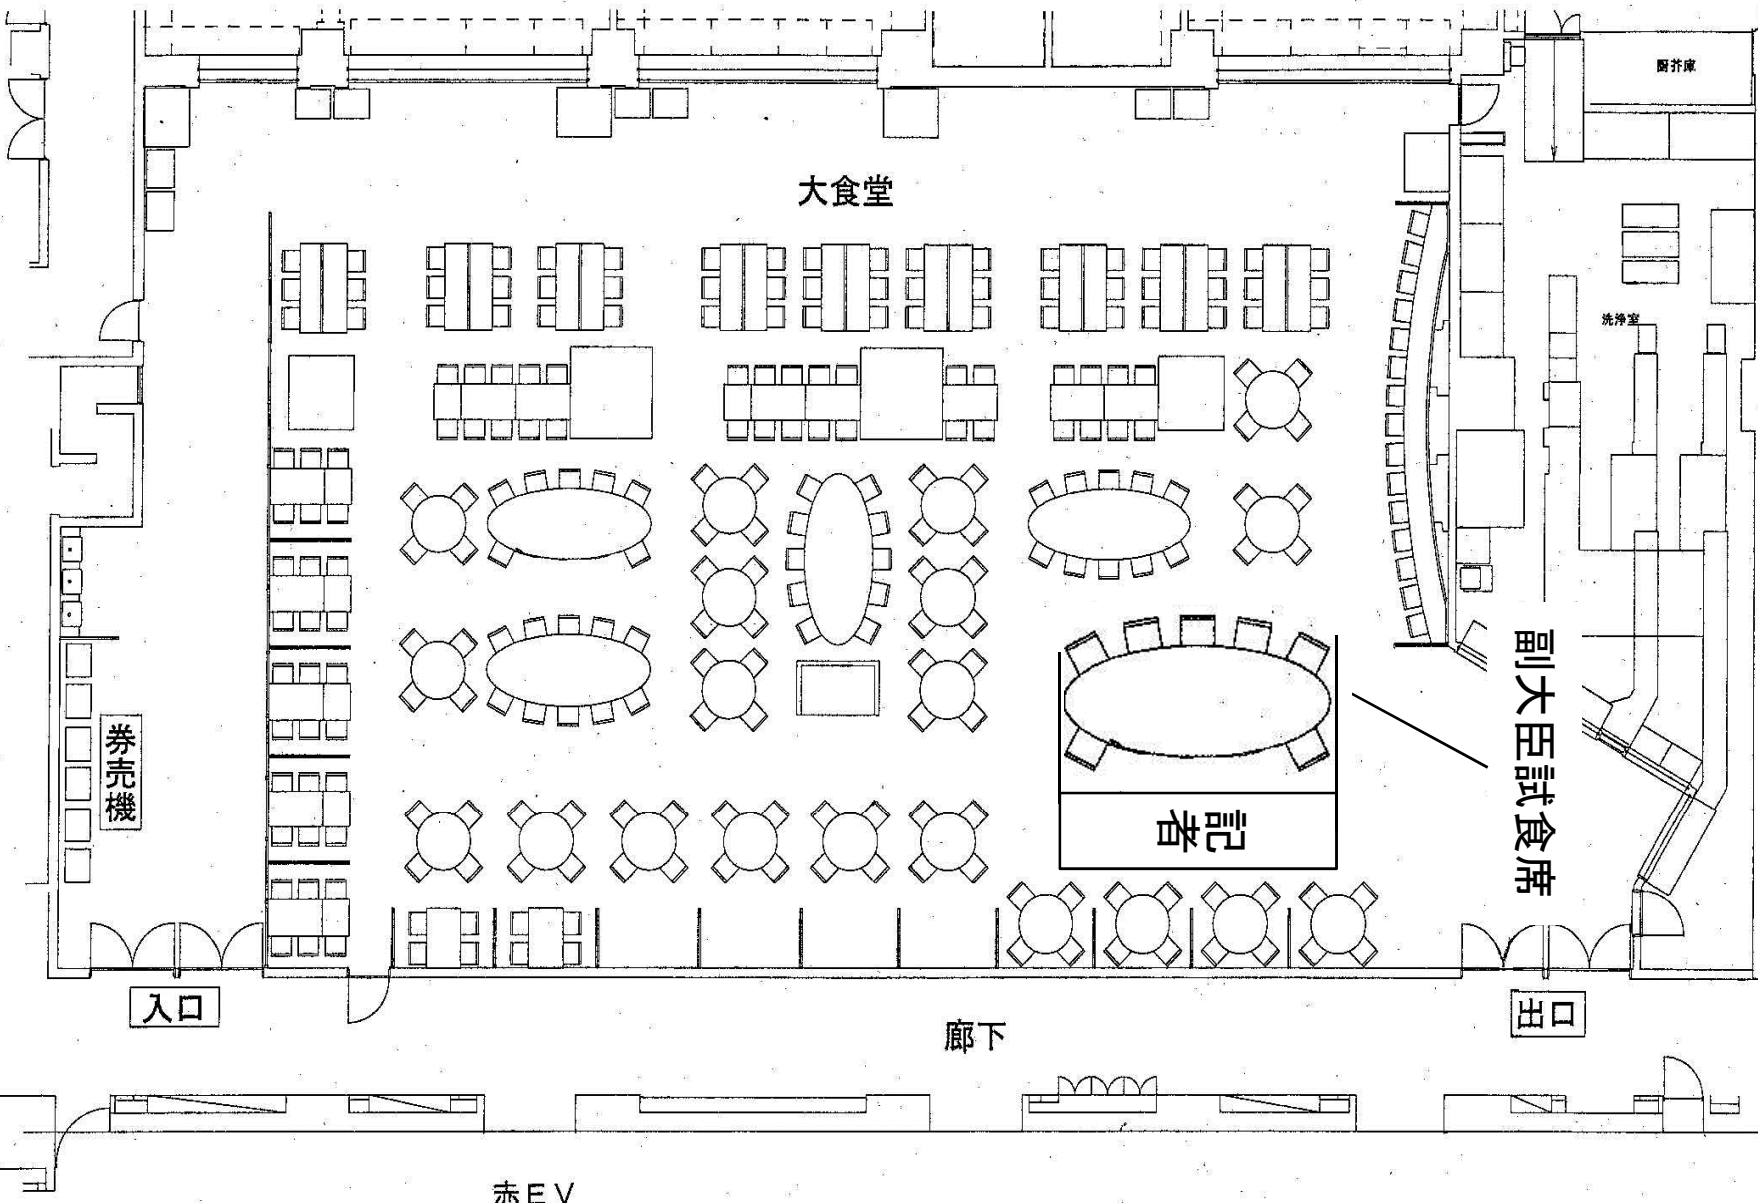 厨芥庫
大食堂
洗浄室
副大臣試食席
券売機
記者
入口
出口
廊下
赤EV